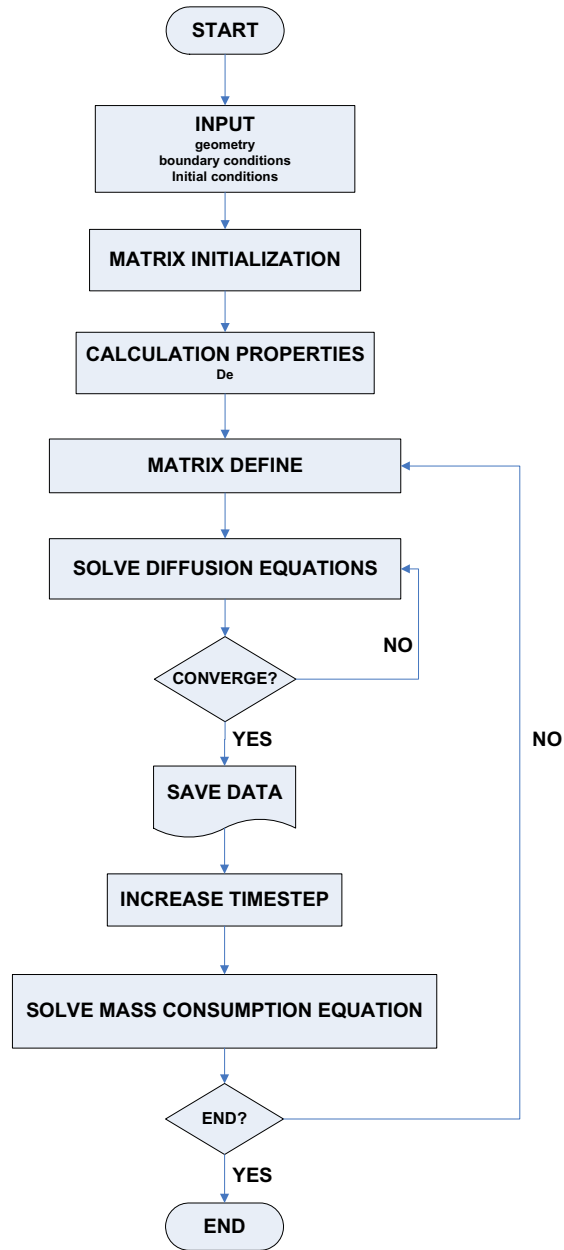 START
INPUT
geometry
boundary conditions
Initial conditions
MATRIX INITIALIZATION
CALCULATION PROPERTIES
De
MATRIX DEFINE
SOLVE DIFFUSION EQUATIONS
NO
CONVERGE?
YES
NO
SAVE DATA
INCREASE TIMESTEP
SOLVE MASS CONSUMPTION EQUATION
END?
YES
END